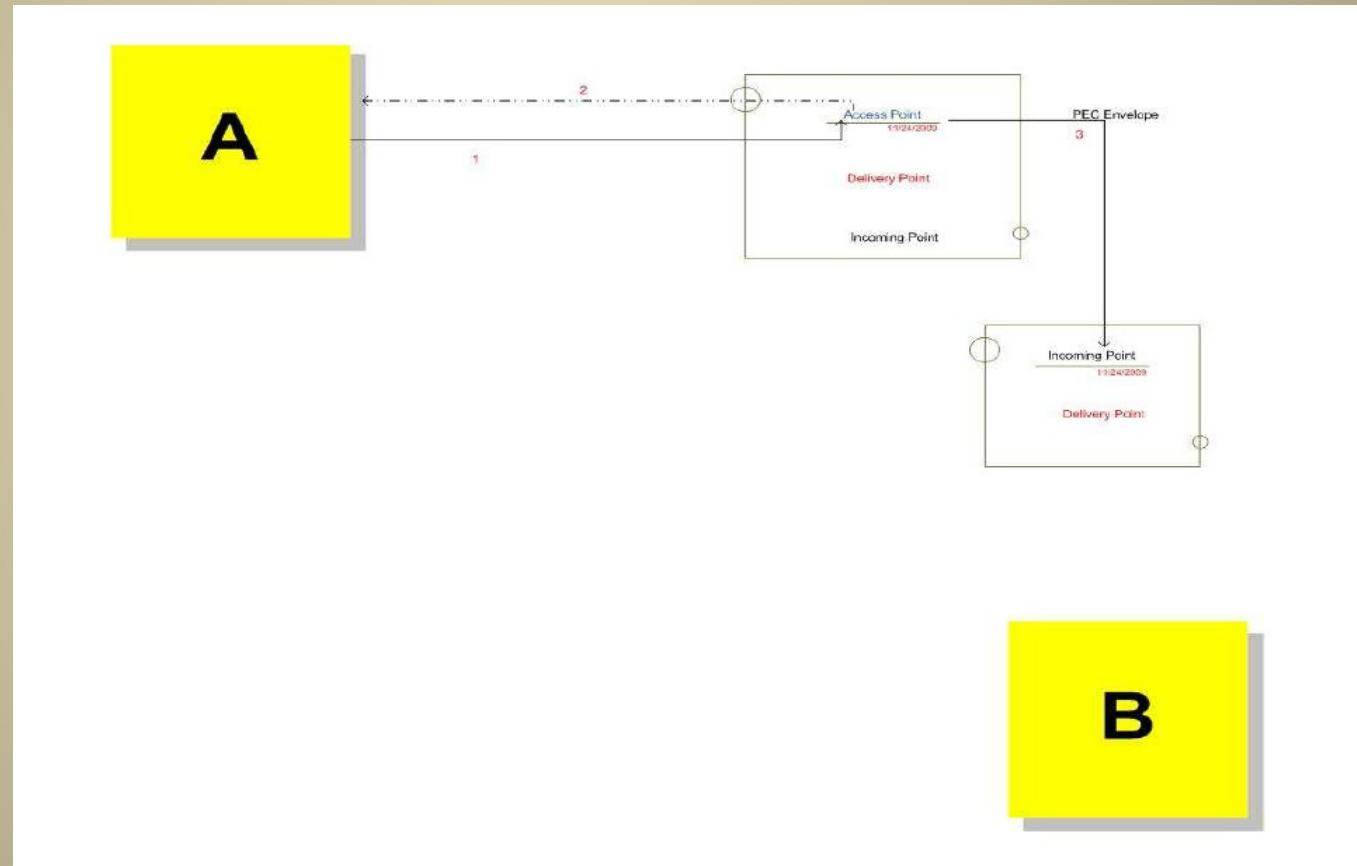 A
2
1
Access Point
11/24/2009
Delivery Point
Incoming Point
PEC Envelope
3
Incoming Point
11/24/2009
Delivery Point
B